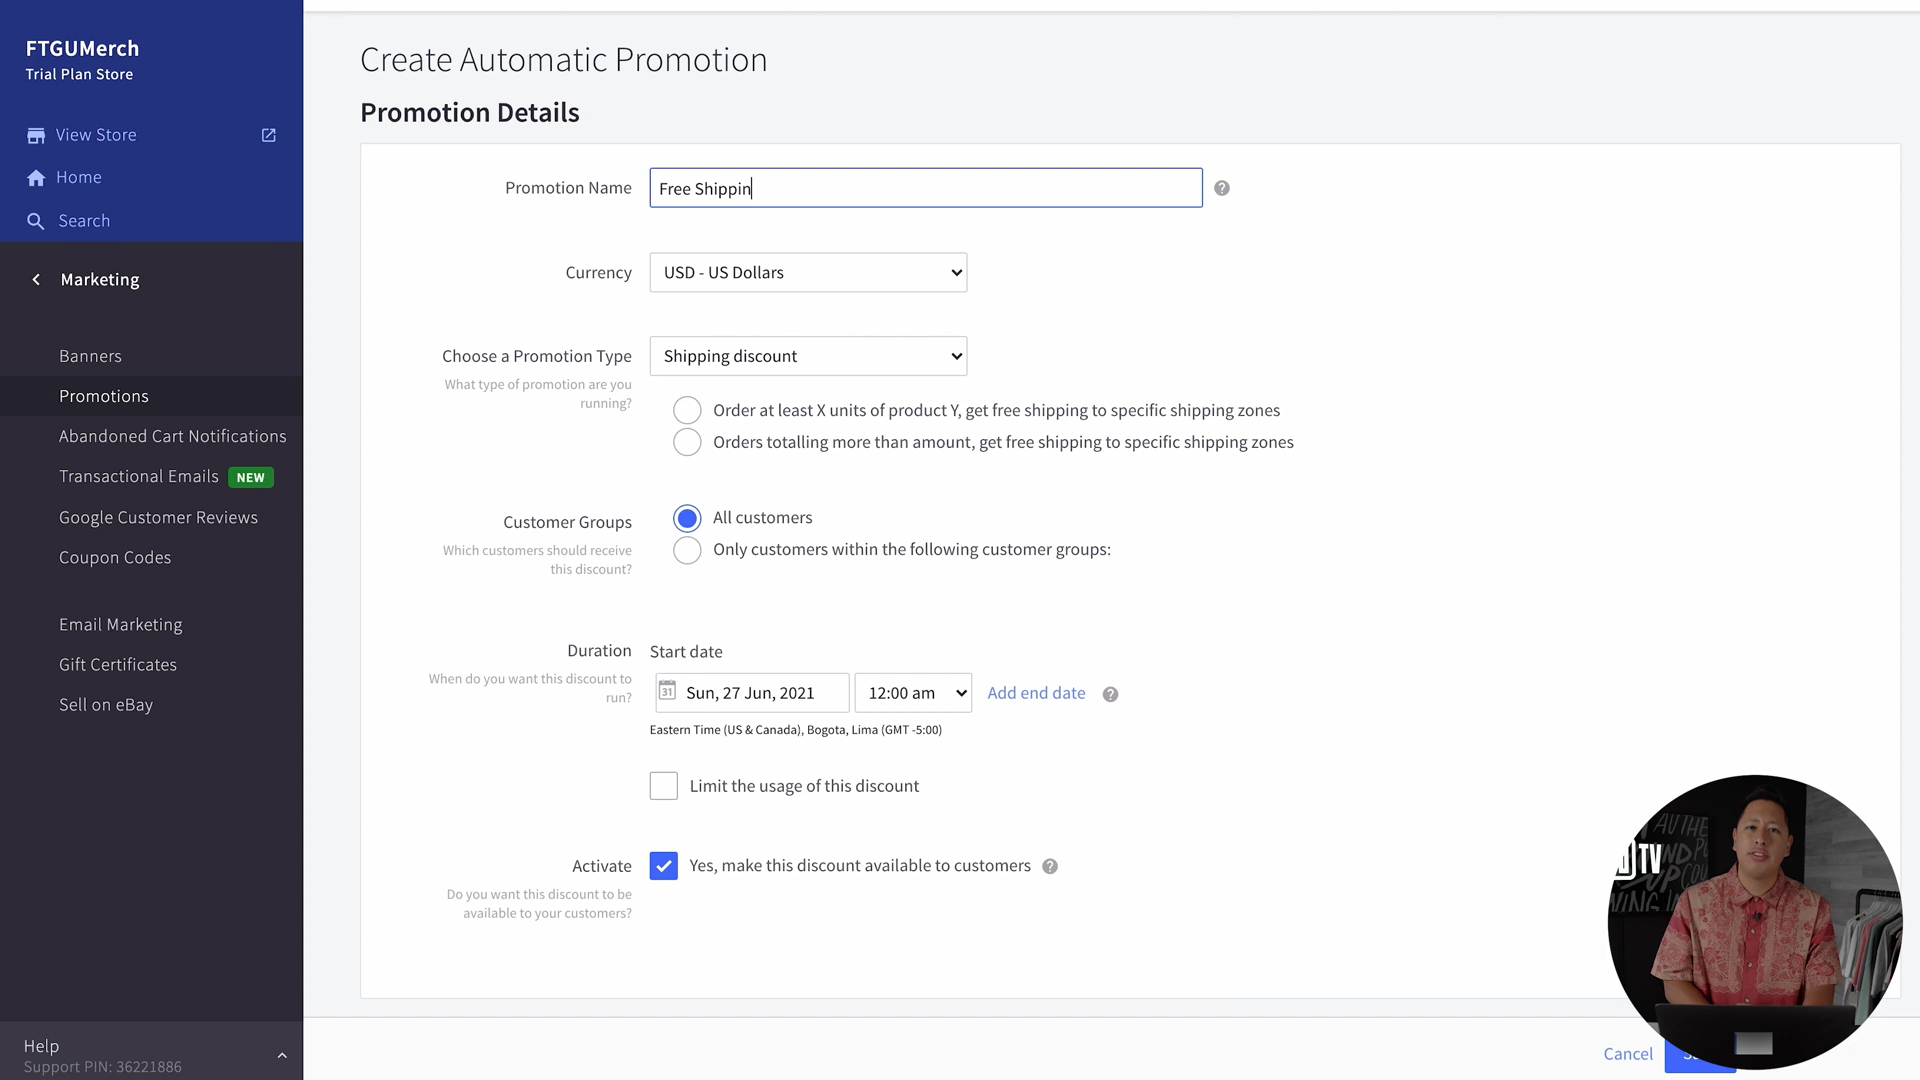 FTGUMerch
Trial Plan Store
View Store
Home
Search
Marketing
Banners
Promotions
Abandoned Cart Notifications
Transactional Emails NEW
Google Customer Reviews
Coupon Codes
Email Marketing
Gift Certificates
Sell on eBay
Help
Support PIN: 36221886
Create Automatic Promotion
Promotion Details
Promotion Name Free Shippin
Currency USD - US Dollars
Choose a Promotion Type Shipping discount
What type of promotion are you
running?
Order at least X units of product Y, get free shipping to specific shipping zones
Orders totalling more than amount, get free shipping to specific shipping zones
Customer Groups All customers
Which customers should receive
this discount?
Only customers within the following customer groups:
Duration Start date
When do you want this discount to
run?
31 Sun, 27 Jun, 2021 12:00 am Add end date
Eastern Time (US & Canada), Bogota, Lima (GMT -5:00)
Limit the usage of this discount
Activate Yes, make this discount available to customers
Do you want this discount to be
available to your customers?
Cancel
TV